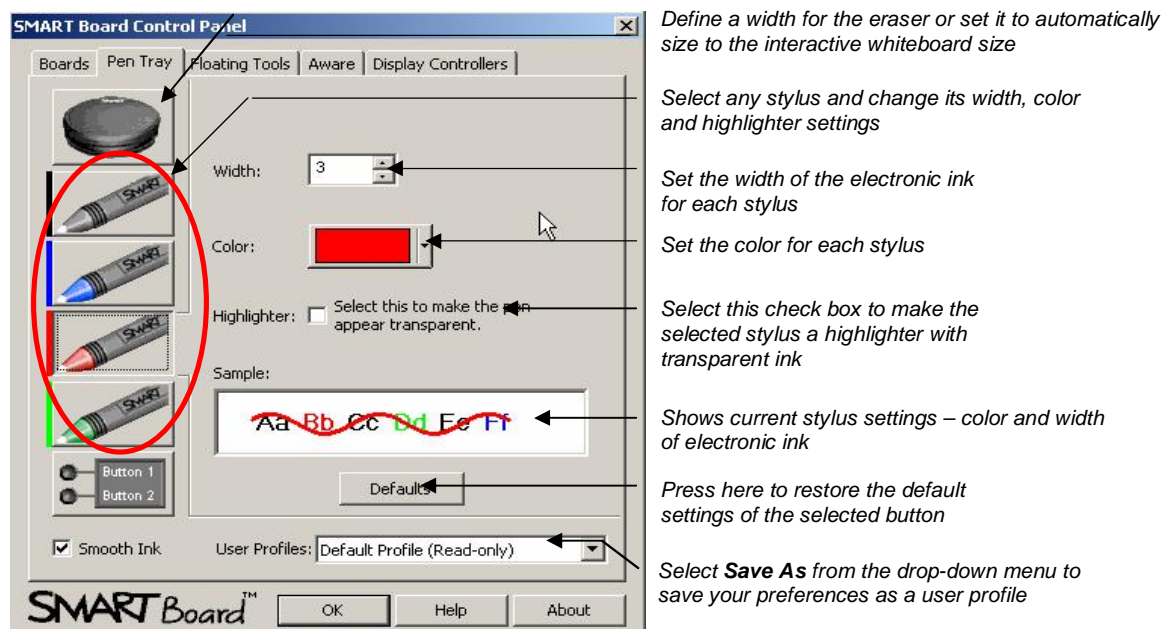 SMART Board Control Panel
Boards
Pen Tray
Floating Tools
Aware
Display Controllers
SMART
SMART
SMART
SMART
SMART
Button 1
Button 2
Width:
3
Color:
Highlighter:
Select this to make the pen
appear transparent.
Sample:
Aa Bb Cc Dd Ee Ff
Defaults
Smooth Ink
User Profiles:
Default Profile (Read-only)
SMART Board™
OK
Help
About
Define a width for the eraser or set it to automatically
size to the interactive whiteboard size
Select any stylus and change its width, color
and highlighter settings
Set the width of the electronic ink
for each stylus
Set the color for each stylus
Select this check box to make the
selected stylus a highlighter with
transparent ink
Shows current stylus settings – color and width
of electronic ink
Press here to restore the default
settings of the selected button
Select Save As from the drop-down menu to
save your preferences as a user profile